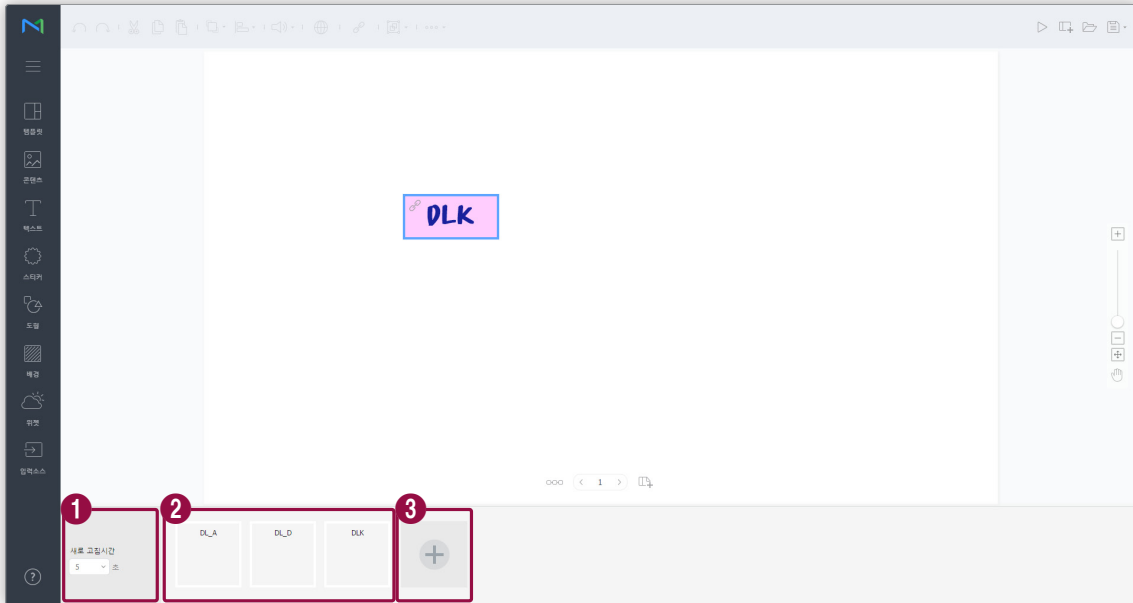 템플릿
콘텐츠
텍스트
스티커
도형
배경
위젯
입력소스
?
DLK
1
1
새로 고침시간
5 초
2
DL_A
DL_D
DLK
3